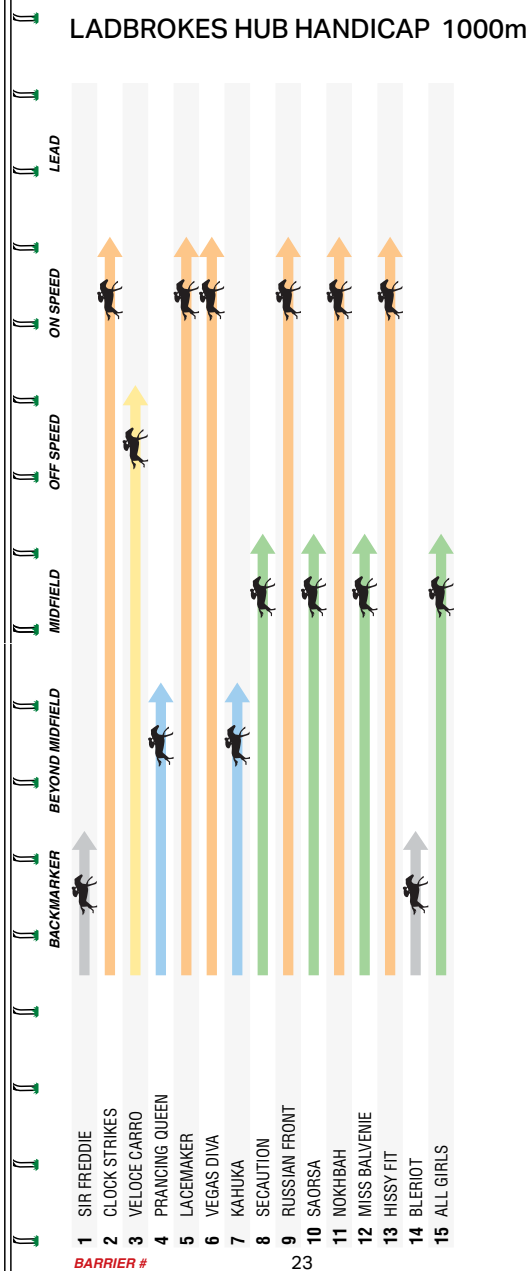 LADBROKES HUB HANDICAP 1000m
LEAD
ON SPEED
OFF SPEED
MIDFIELD
BEYOND MIDFIELD
BACKMARKER
1 SIR FREDDIE
2 CLOCK STRIKES
3 VELOCE CARRO
4 PRANCING QUEEN
5 LACEMAKER
6 VEGAS DIVA
7 KAHUKA
8 SECAUTION
9 RUSSIAN FRONT
10 SAORSA
11 NOKHBAH
12 MISS BALVENIE
13 HISSY FIT
14 BLERIOT
15 ALL GIRLS
BARRIER #
23